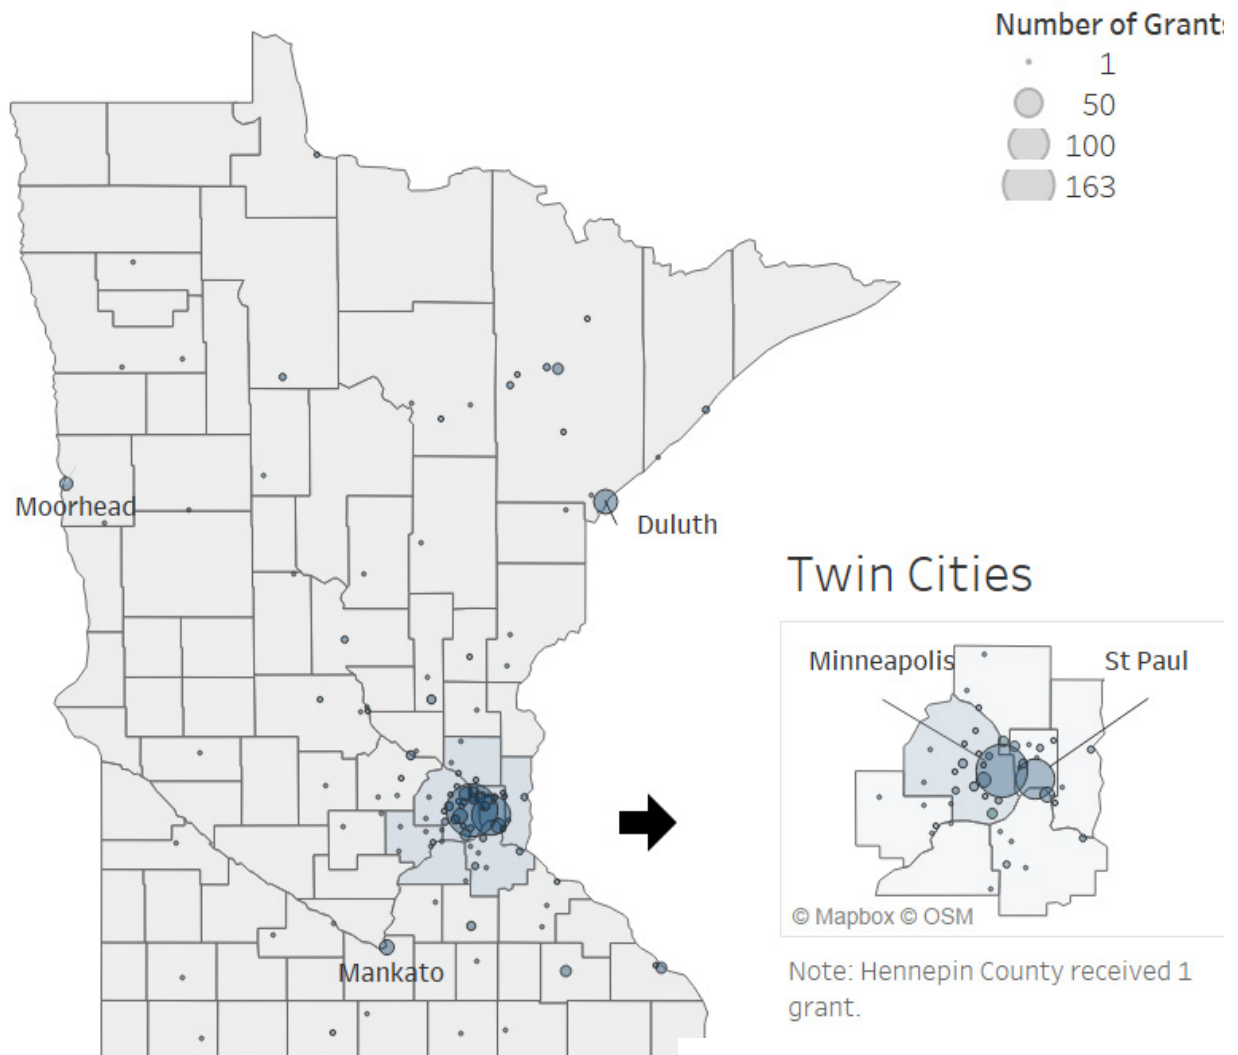 Number of Grants
1
50
100
163
Moorhead
Duluth
Twin Cities
Minneapolis
St Paul
© Mapbox © OSM
Mankato
Note: Hennepin County received 1
grant.